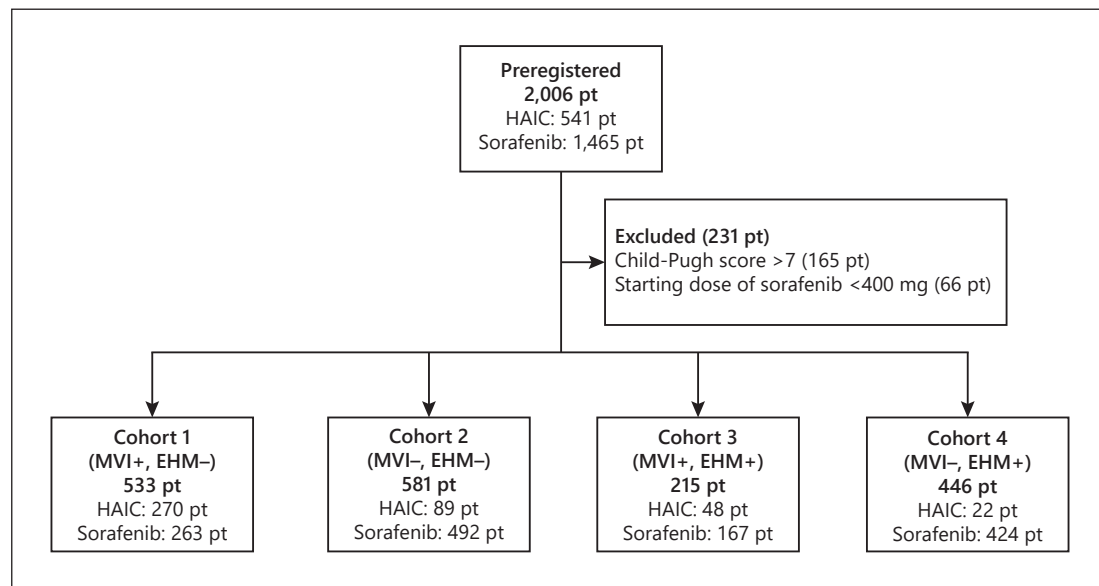 Preregistered
2,006 pt
HAIC: 541 pt
Sorafenib: 1,465 pt
Excluded (231 pt)
Child-Pugh score >7 (165 pt)
Starting dose of sorafenib <400 mg (66 pt)
Cohort 1
(MVI+, EHM–)
533 pt
HAIC: 270 pt
Sorafenib: 263 pt
Cohort 2
(MVI–, EHM–)
581 pt
HAIC: 89 pt
Sorafenib: 492 pt
Cohort 3
(MVI+, EHM+)
215 pt
HAIC: 48 pt
Sorafenib: 167 pt
Cohort 4
(MVI–, EHM+)
446 pt
HAIC: 22 pt
Sorafenib: 424 pt